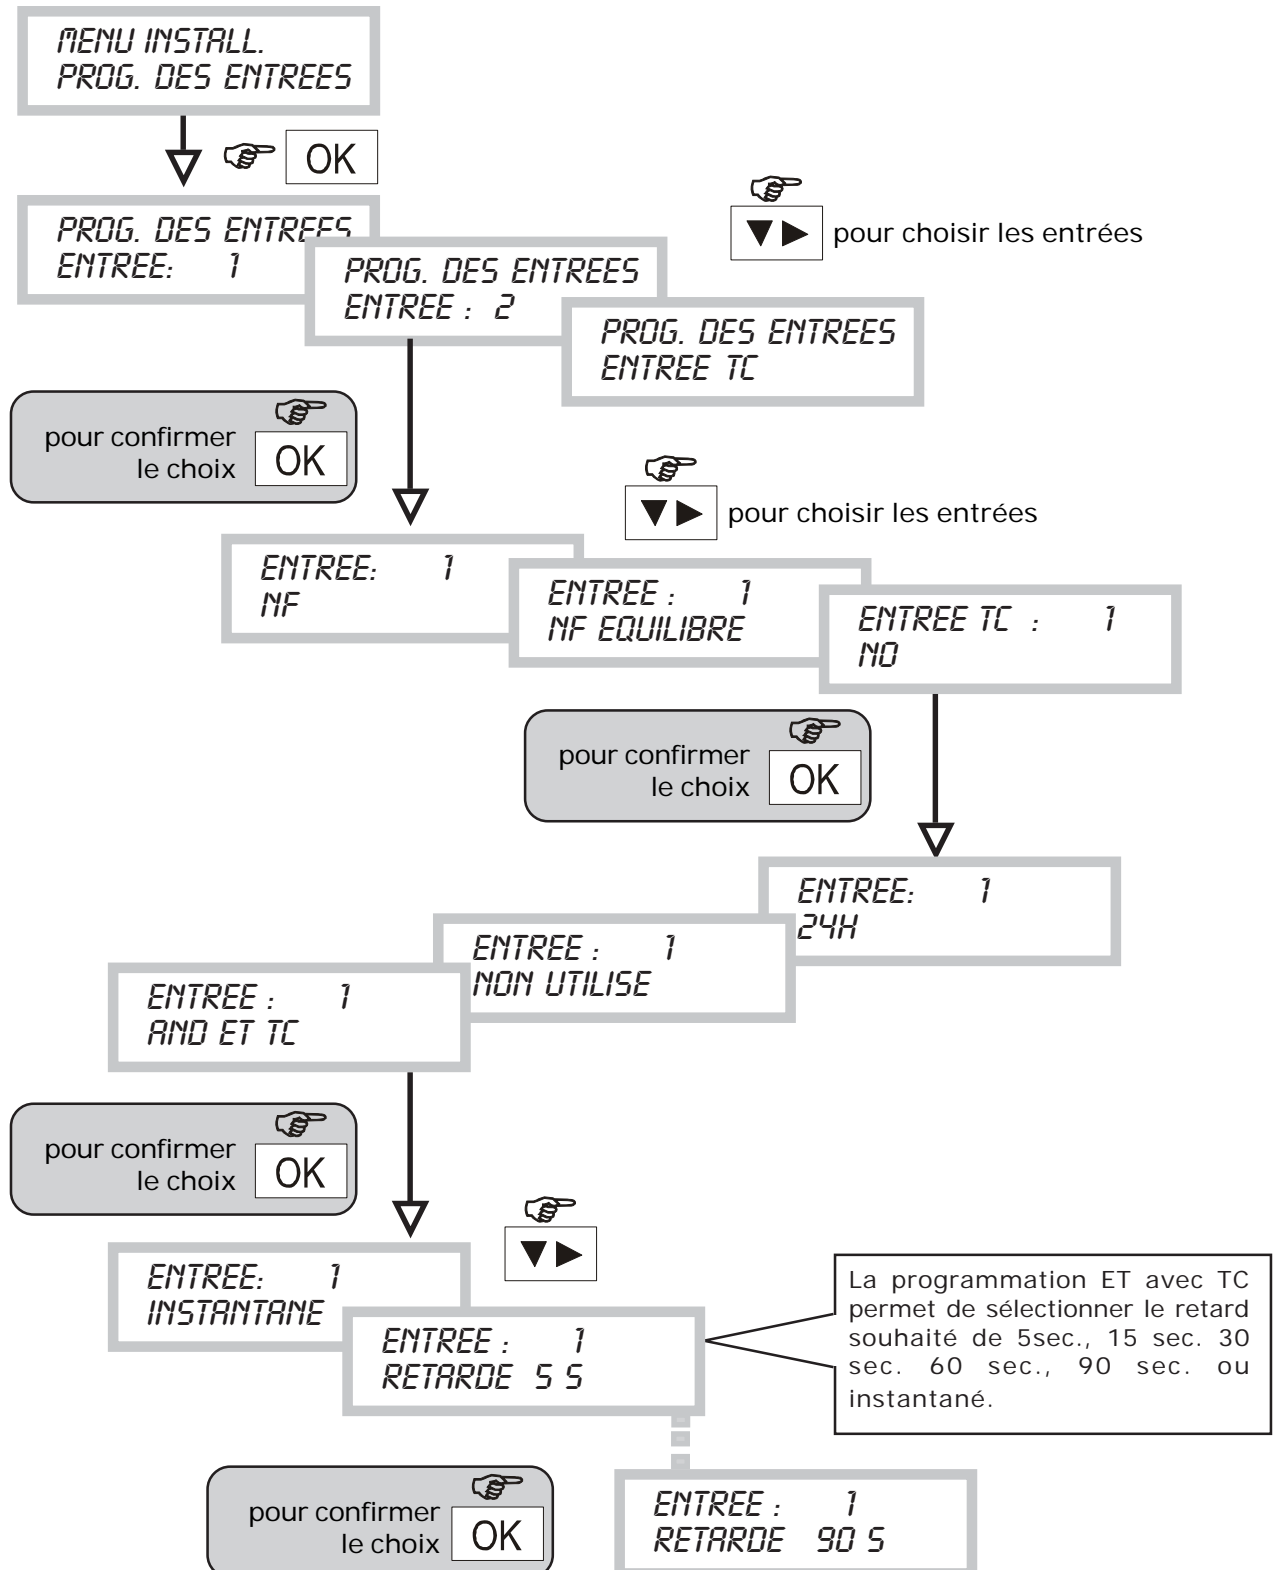 MENU INSTALL.
PROG. DES ENTREES
OK
PROG. DES ENTREES
ENTREE: 1
pour choisir les entrées
PROG. DES ENTREES
ENTREE : 2
PROG. DES ENTREES
ENTREE TC
pour confirmer
le choix
OK
pour choisir les entrées
ENTREE: 1
NF
ENTREE : 1
NF EQUILIBRE
ENTREE TC : 1
NO
pour confirmer
le choix
OK
ENTREE: 1
24H
ENTREE : 1
NON UTILISE
ENTREE : 1
AND ET TC
pour confirmer
le choix
OK
ENTREE: 1
INSTANTANE
ENTREE : 1
RETARDE 5 S
La programmation ET avec TC
permet de sélectionner le retard
souhaité de 5sec., 15 sec. 30
sec. 60 sec., 90 sec. ou
instantané.
pour confirmer
le choix
OK
ENTREE : 1
RETARDE 90 S